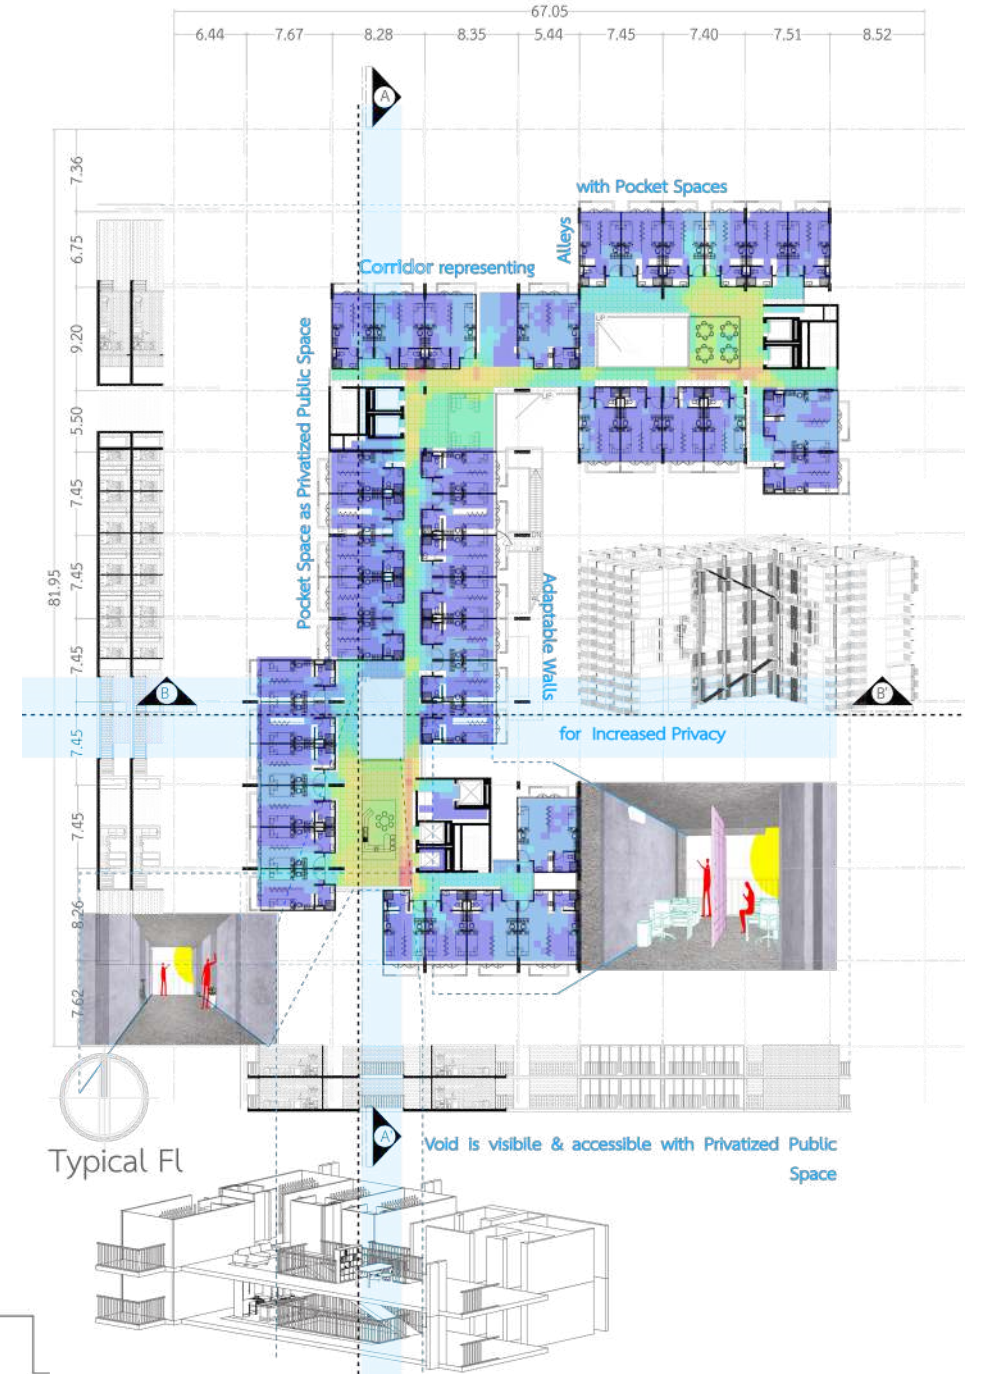 67.05
6.44 7.67 8.28 8.35 5.44 7.45 7.40 7.51 8.52
A
7.36
with Pocket Spaces
Alleys
6.75
Corridor representing
9.20
Pocket Space as Privatized Public Space
UP
5.50
7.45
81.95
7.45
Adaptable Walls
7.45
B
B'
7.45
for Increased Privacy
7.45
8.26
7.62
A'
Void is visibile & accessible with Privatized Public
Space
Typical Fl